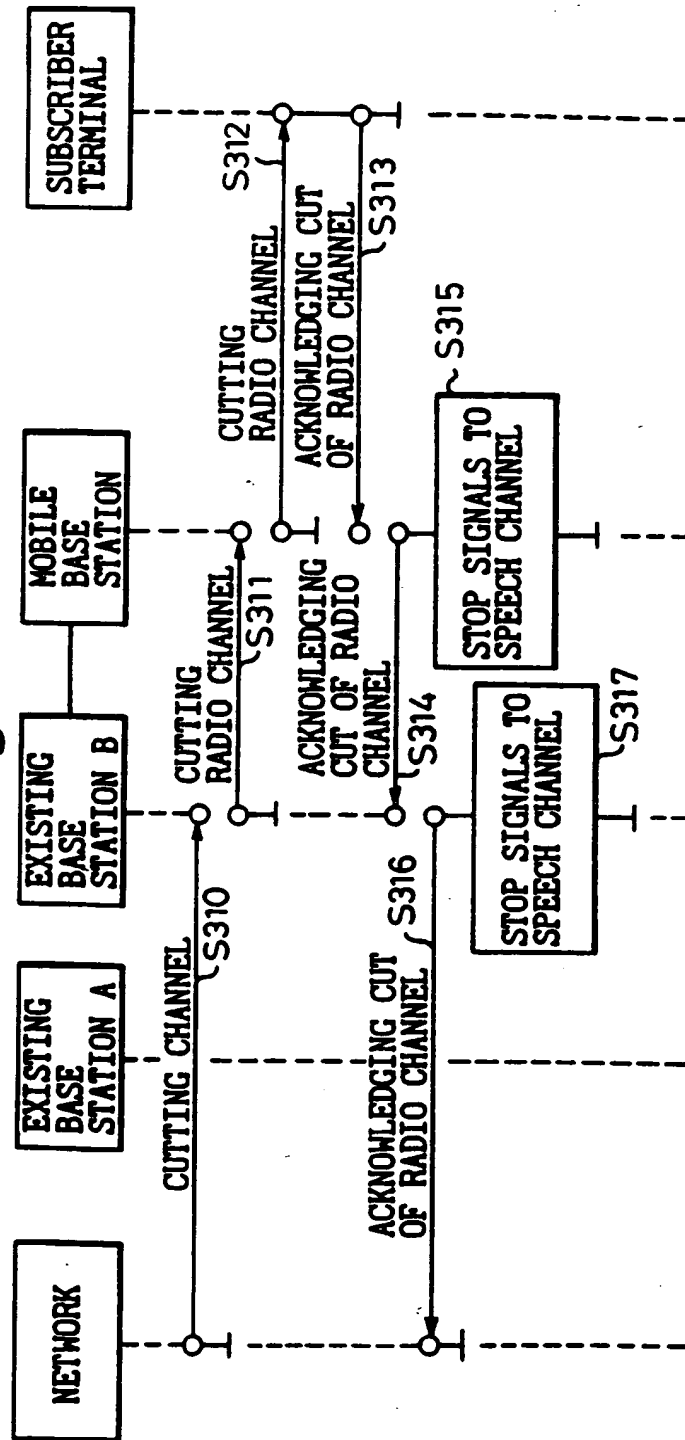 NETWORK
EXISTING
BASE
STATION A
EXISTING
BASE
STATION B
MOBILE
BASE
STATION
SUBSCRIBER
TERMINAL
CUTTING CHANNEL
S310
CUTTING
RADIO CHANNEL
S311
CUTTING
RADIO CHANNEL
S312
ACKNOWLEDGING CUT
OF RADIO CHANNEL
S313
ACKNOWLEDGING
CUT OF RADIO
CHANNEL
S314
STOP SIGNALS TO
SPEECH CHANNEL
S315
ACKNOWLEDGING CUT
OF RADIO CHANNEL
S316
STOP SIGNALS TO
SPEECH CHANNEL
S317